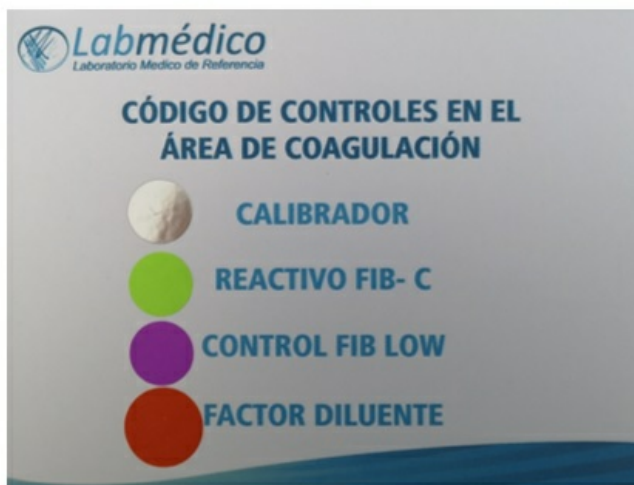 Labmédico
Laboratorio Medico de Referencia
CÓDIGO DE CONTROLES EN EL
ÁREA DE COAGULACIÓN
CALIBRADOR
REACTIVO FIB- C
CONTROL FIB LOW
FACTOR DILUENTE